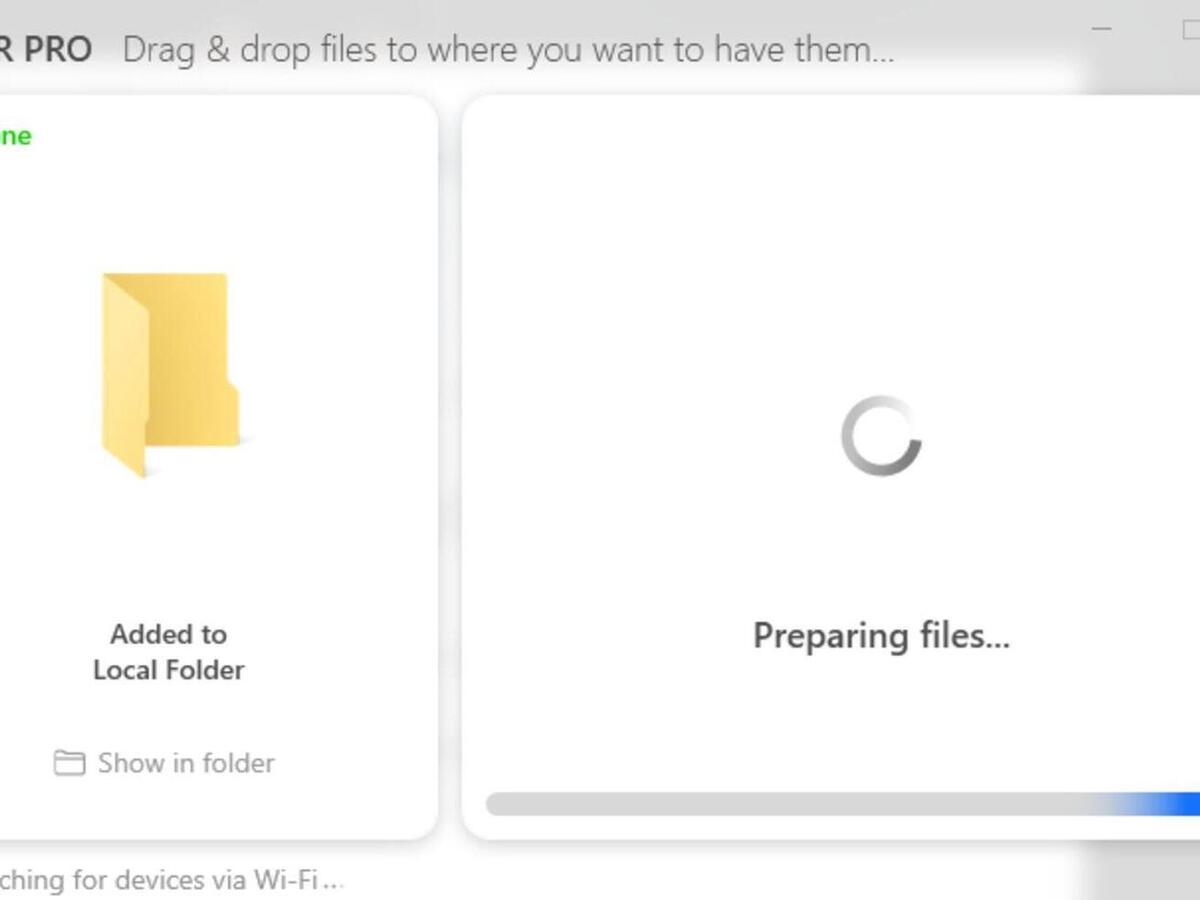 R PRO Drag & drop files to where you want to have them...
ne
Added to
Local Folder
Show in folder
Preparing files...
ching for devices via Wi-Fi...